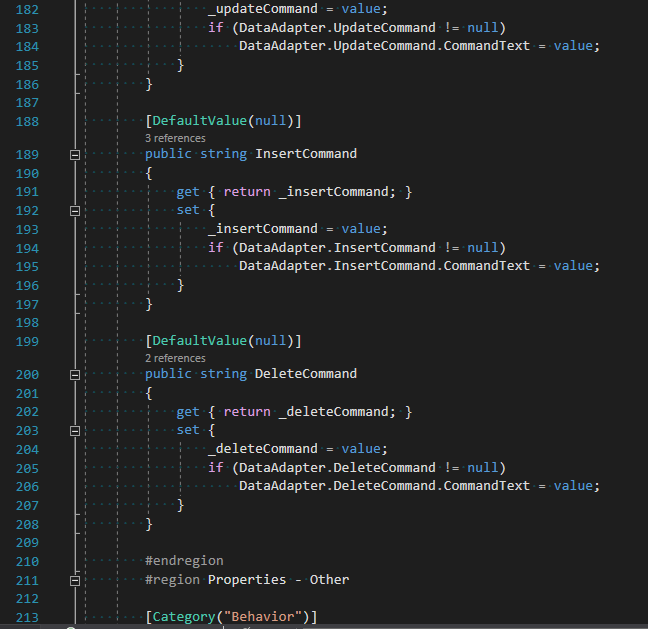 182 _updateCommand = value;
183 if (DataAdapter.UpdateCommand != null)
184 DataAdapter.UpdateCommand.CommandText = value;
185 }
186 }
187
188 [DefaultValue(null)]
3 references
189 public string InsertCommand
190 {
191 get { return _insertCommand; }
192 set {
193 _insertCommand = value;
194 if (DataAdapter.InsertCommand != null)
195 DataAdapter.InsertCommand.CommandText = value;
196 }
197 }
198
199 [DefaultValue(null)]
2 references
200 public string DeleteCommand
201 {
202 get { return _deleteCommand; }
203 set {
204 _deleteCommand = value;
205 if (DataAdapter.DeleteCommand != null)
206 DataAdapter.DeleteCommand.CommandText = value;
207 }
208 }
209
210 #endregion
211 #region Properties - Other
212
213 [Category("Behavior")]